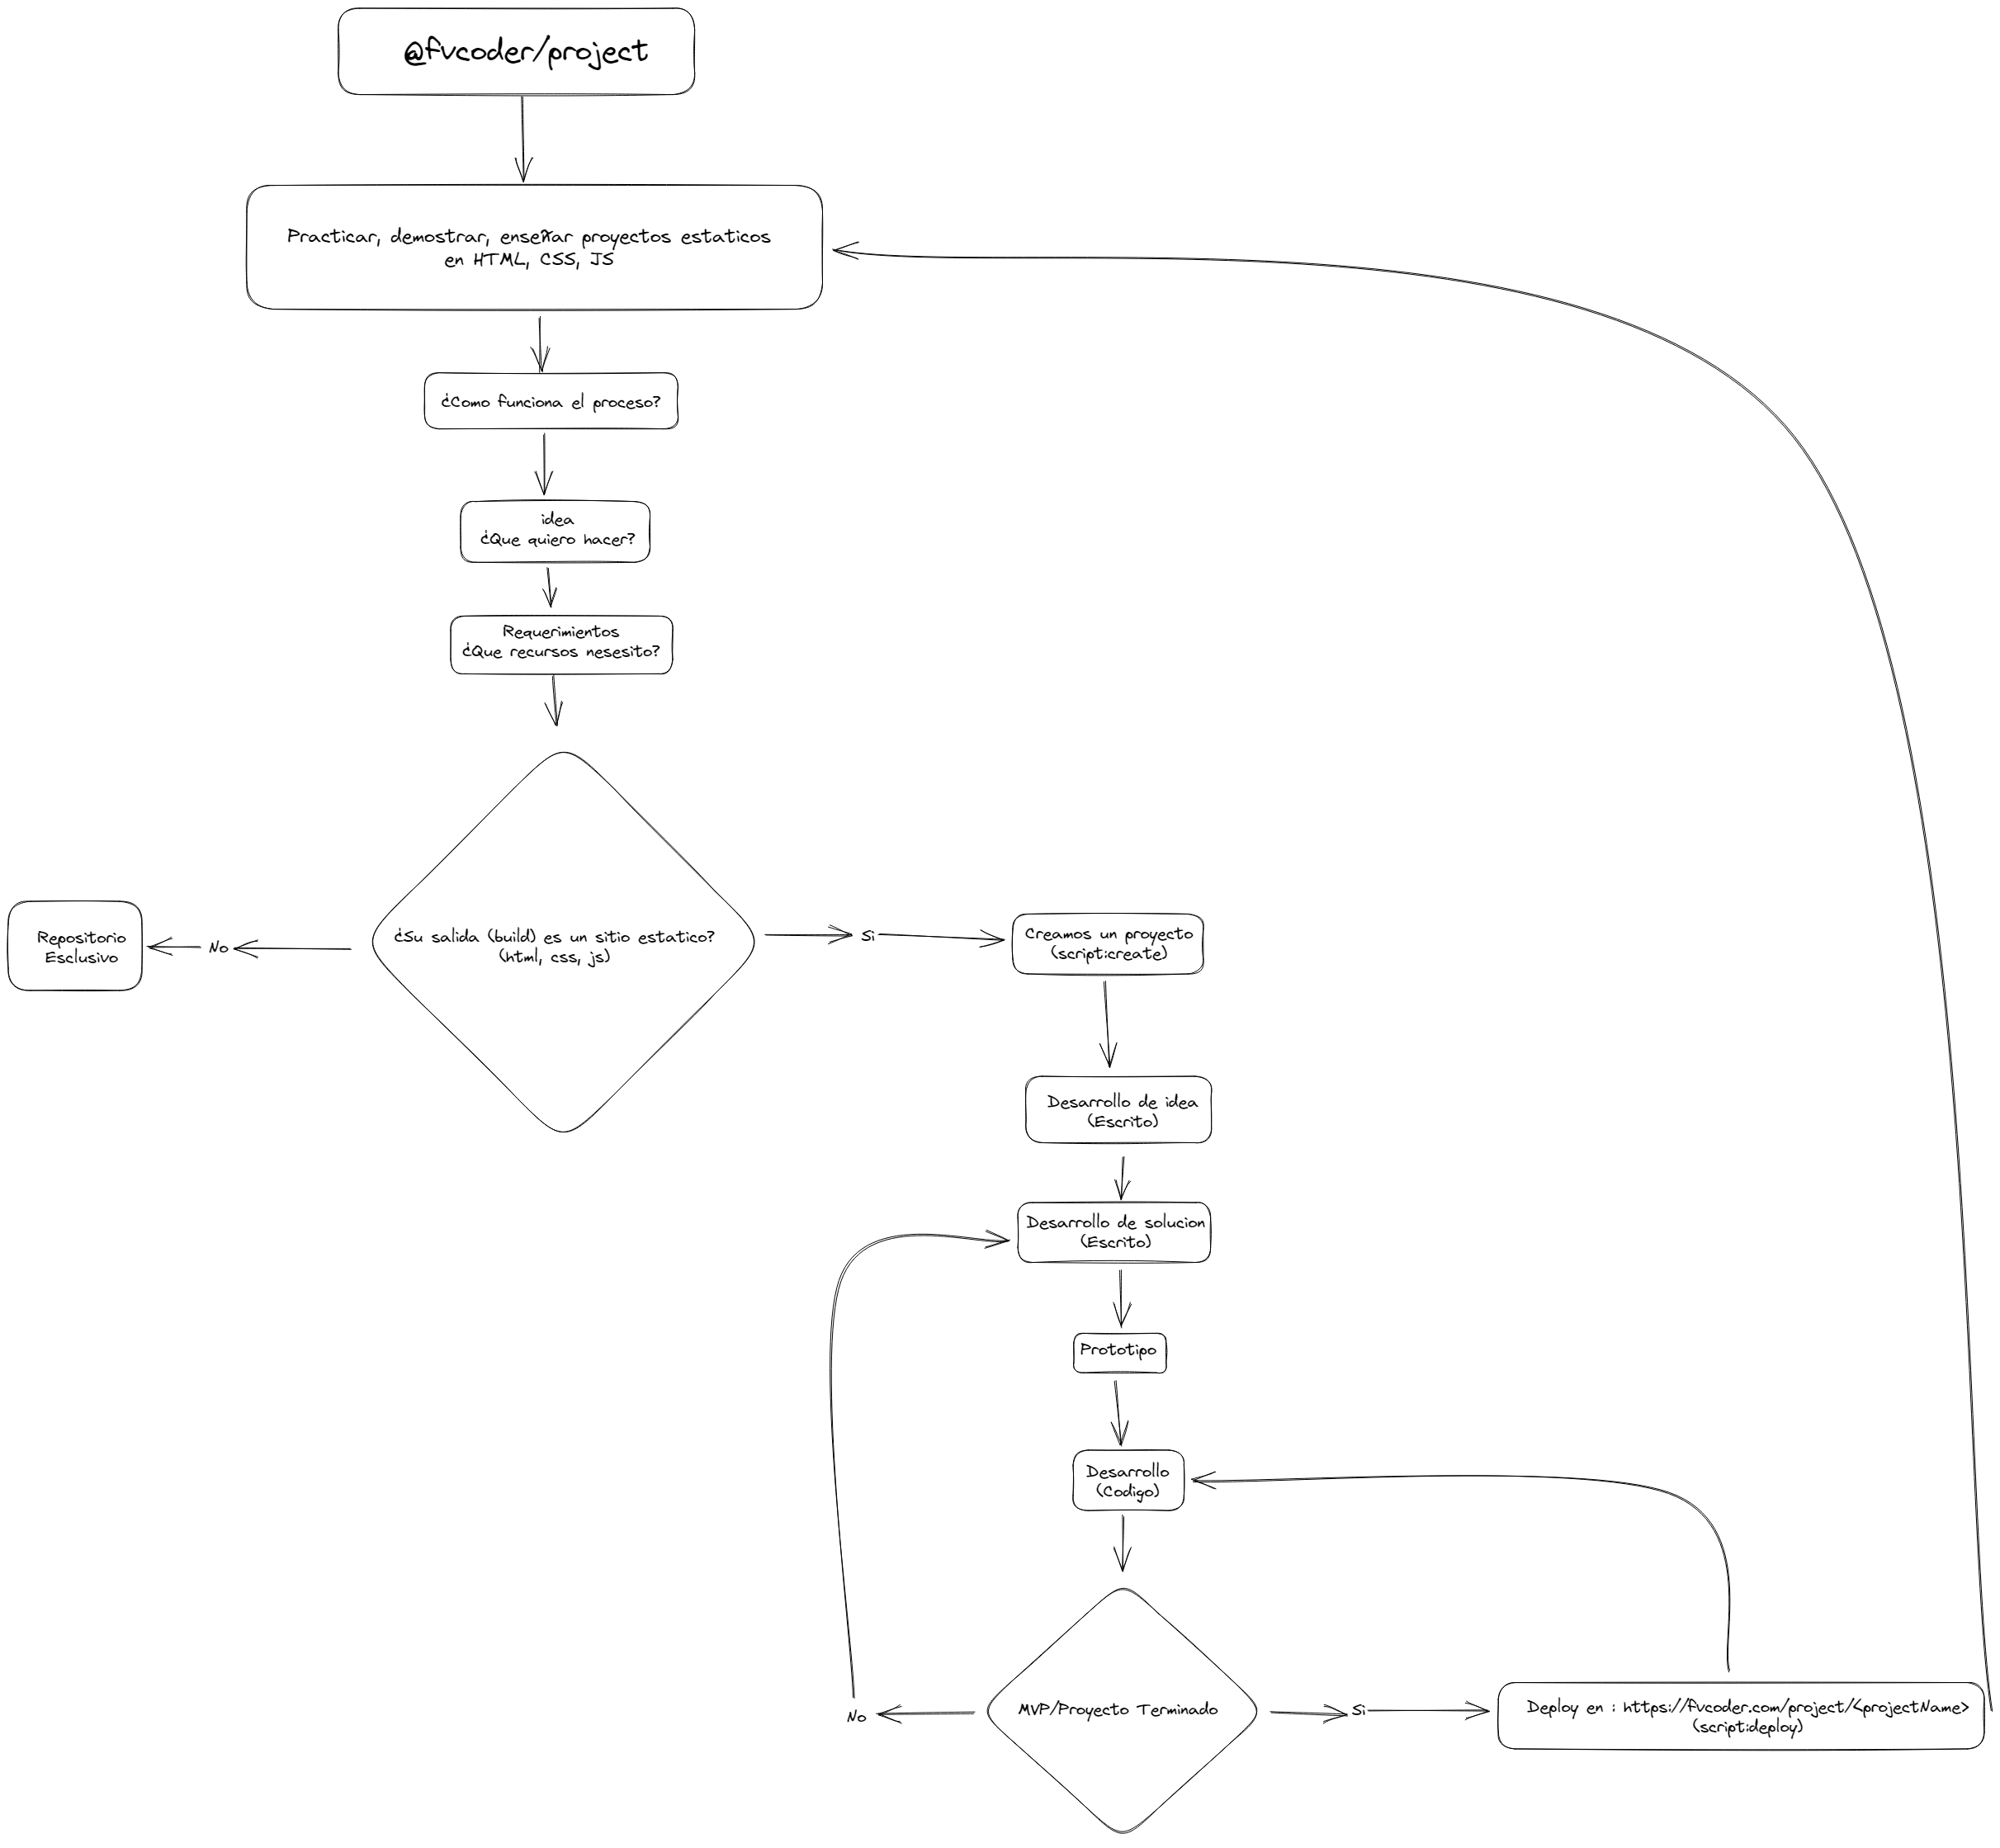 @fvcoder/project
Practicar, demostrar, enseñar proyectos estaticos
en HTML, CSS, JS
¿Como funciona el proceso?
idea
¿Que quiero hacer?
Requerimientos
¿Que recursos nesesito?
¿Su salida (build) es un sitio estatico?
(html, css, js)
No
Repositorio
Esclusivo
Si
Creamos un proyecto
(script:create)
Desarrollo de idea
(Escrito)
Desarrollo de solucion
(Escrito)
Prototipo
Desarrollo
(Codigo)
MVP/Proyecto Terminado
No
Si
Deploy en : https://fvcoder.com/project/<projectName>
(script:deploy)